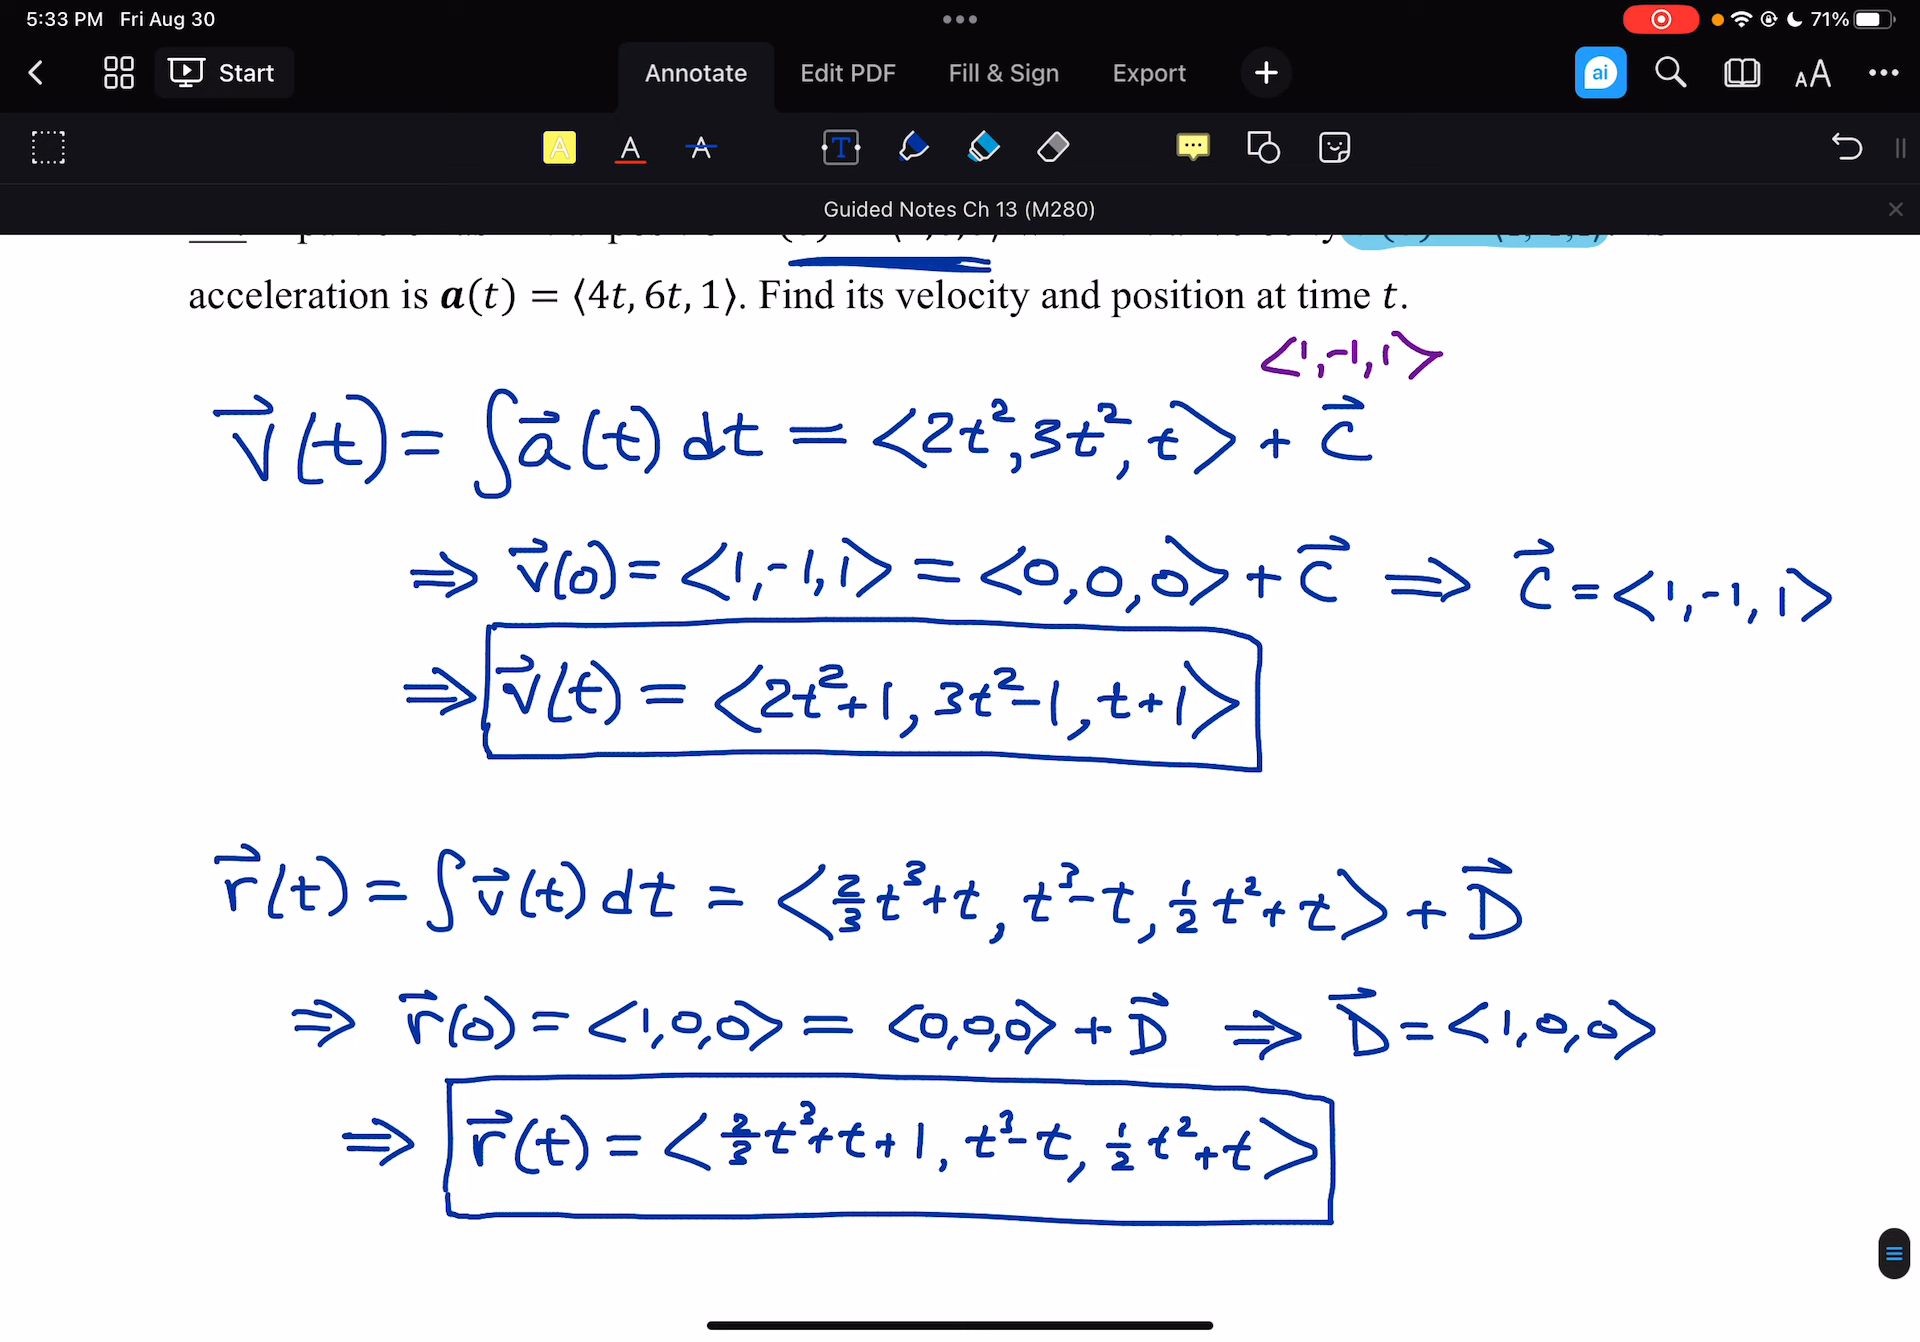 5:33 PM Fri Aug 30
71%
Start
Annotate Edit PDF Fill & Sign Export +
ai
AA
A A A T
Guided Notes Ch 13 (M280)
acceleration is a(t) = ⟨4t, 6t, 1⟩. Find its velocity and position at time t.
<1,-1,1>
v⃗(t) = ∫a⃗(t) dt = <2t², 3t², t> + C⃗
⇒ v⃗(0) = <1,-1,1> = <0,0,0> + C⃗ ⇒ C⃗ = <1,-1,1>
⇒ v⃗(t) = <2t²+1, 3t²-1, t+1>
r⃗(t) = ∫v⃗(t) dt = <2/3 t³+t, t³-t, 1/2 t²+t> + D⃗
⇒ r⃗(0) = <1,0,0> = <0,0,0> + D⃗ ⇒ D⃗ = <1,0,0>
⇒ r⃗(t) = <2/3 t³+t+1, t³-t, 1/2 t²+t>